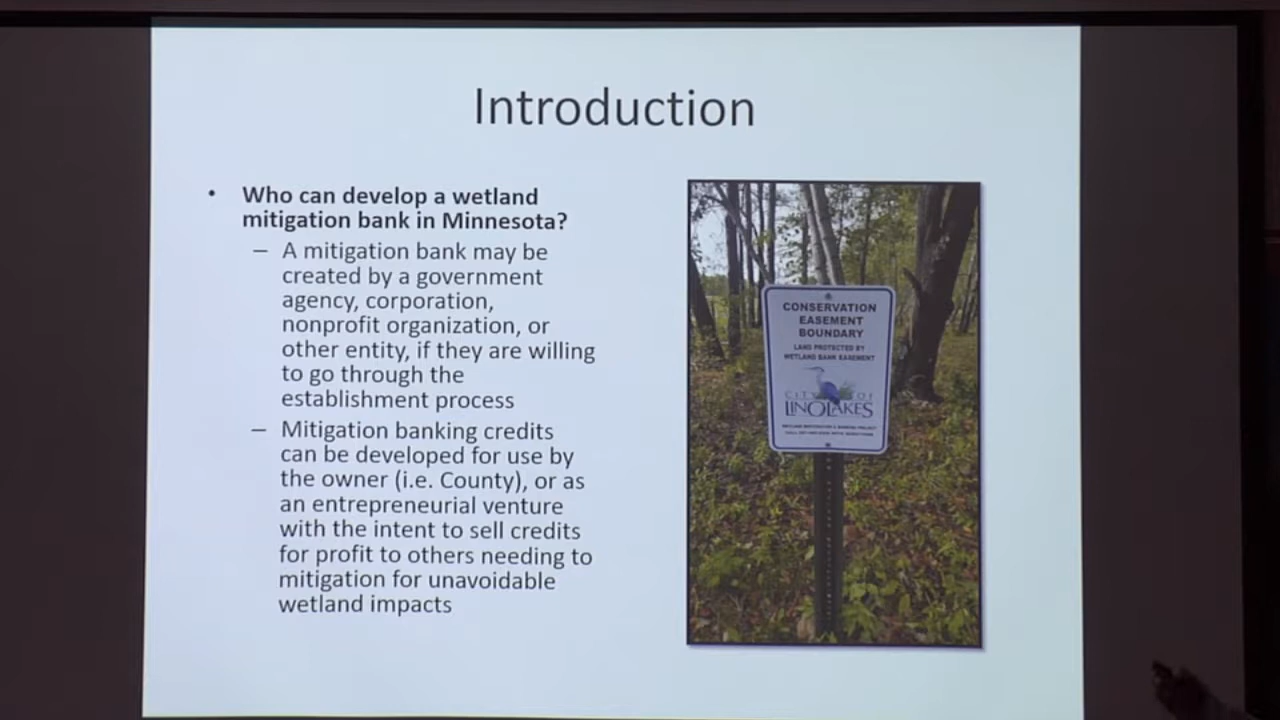 Introduction
• Who can develop a wetland
mitigation bank in Minnesota?
– A mitigation bank may be
created by a government
agency, corporation,
nonprofit organization, or
other entity, if they are willing
to go through the
establishment process
– Mitigation banking credits
can be developed for use by
the owner (i.e. County), or as
an entrepreneurial venture
with the intent to sell credits
for profit to others needing to
mitigation for unavoidable
wetland impacts
CONSERVATION
EASEMENT
BOUNDARY
LAND PROTECTED BY
WETLAND BANK EASEMENT
CITY OF
LINO LAKES